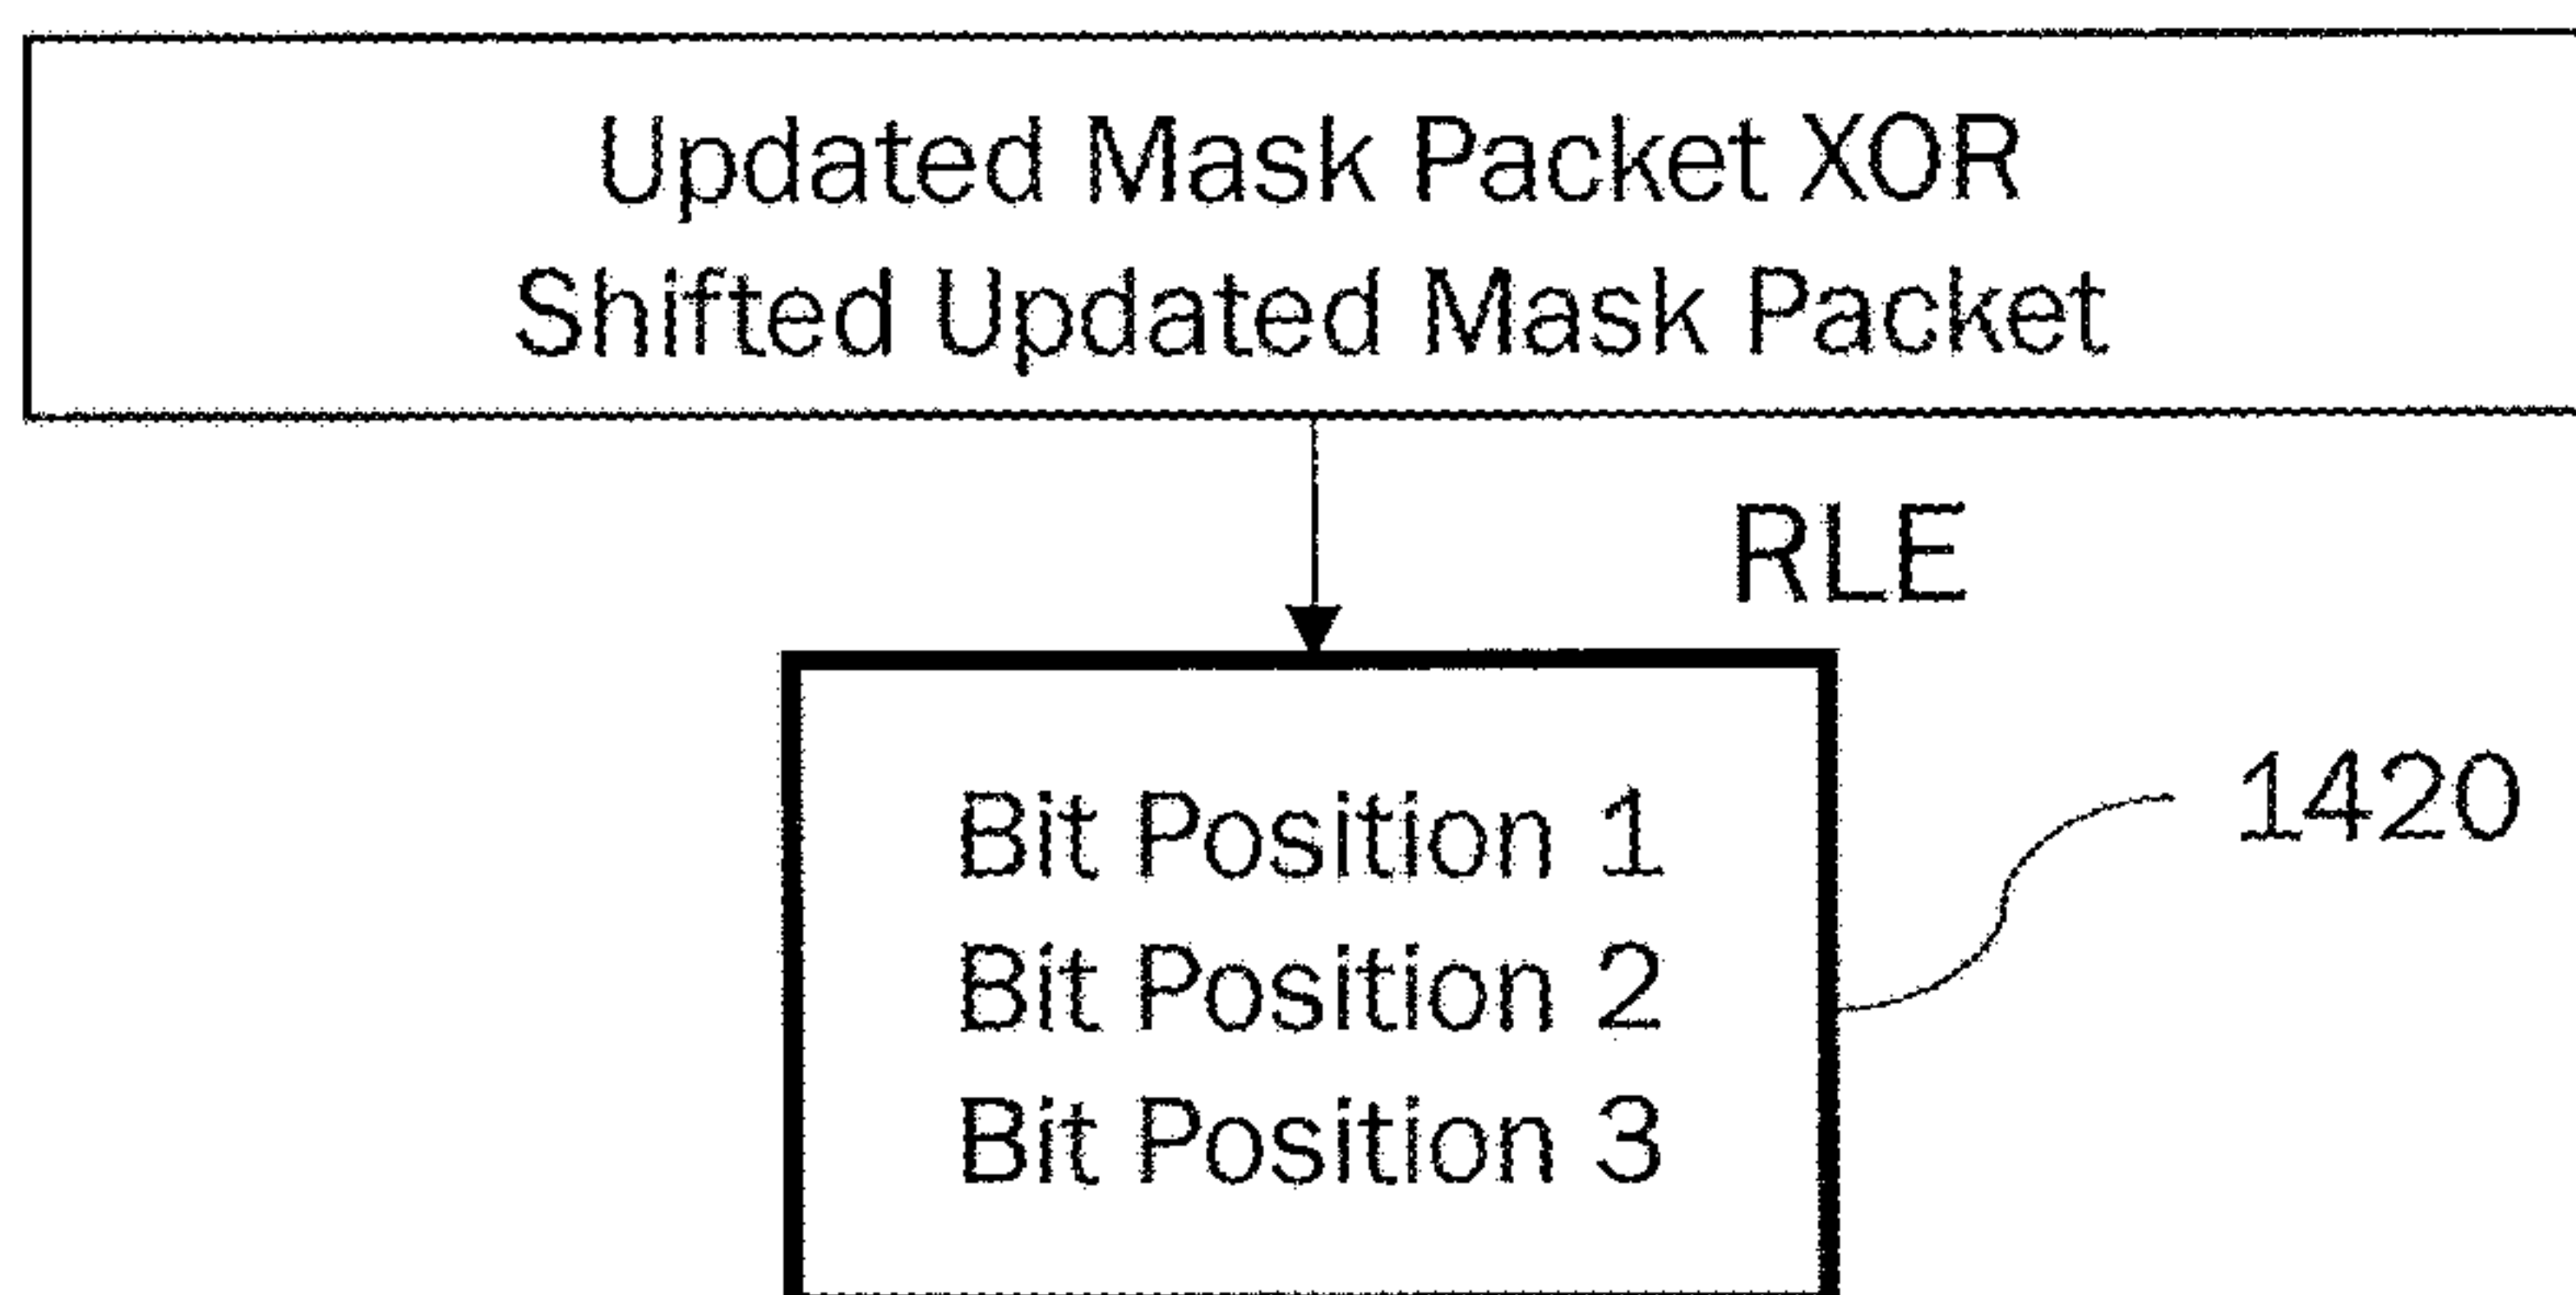 Updated Mask Packet XOR
Shifted Updated Mask Packet
RLE
1420
Bit Position 1
Bit Position 2
Bit Position 3